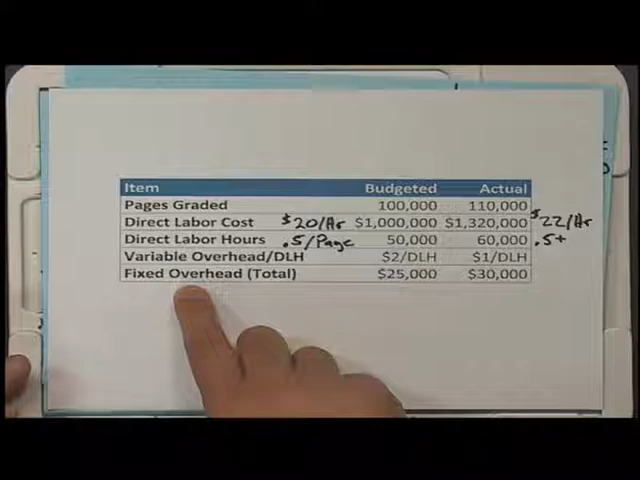 Item Budgeted Actual
Pages Graded 100,000 110,000
Direct Labor Cost $20/Hr $1,000,000 $1,320,000 $22/Hr
Direct Labor Hours .5/Page 50,000 60,000 .5+
Variable Overhead/DLH $2/DLH $1/DLH
Fixed Overhead (Total) $25,000 $30,000